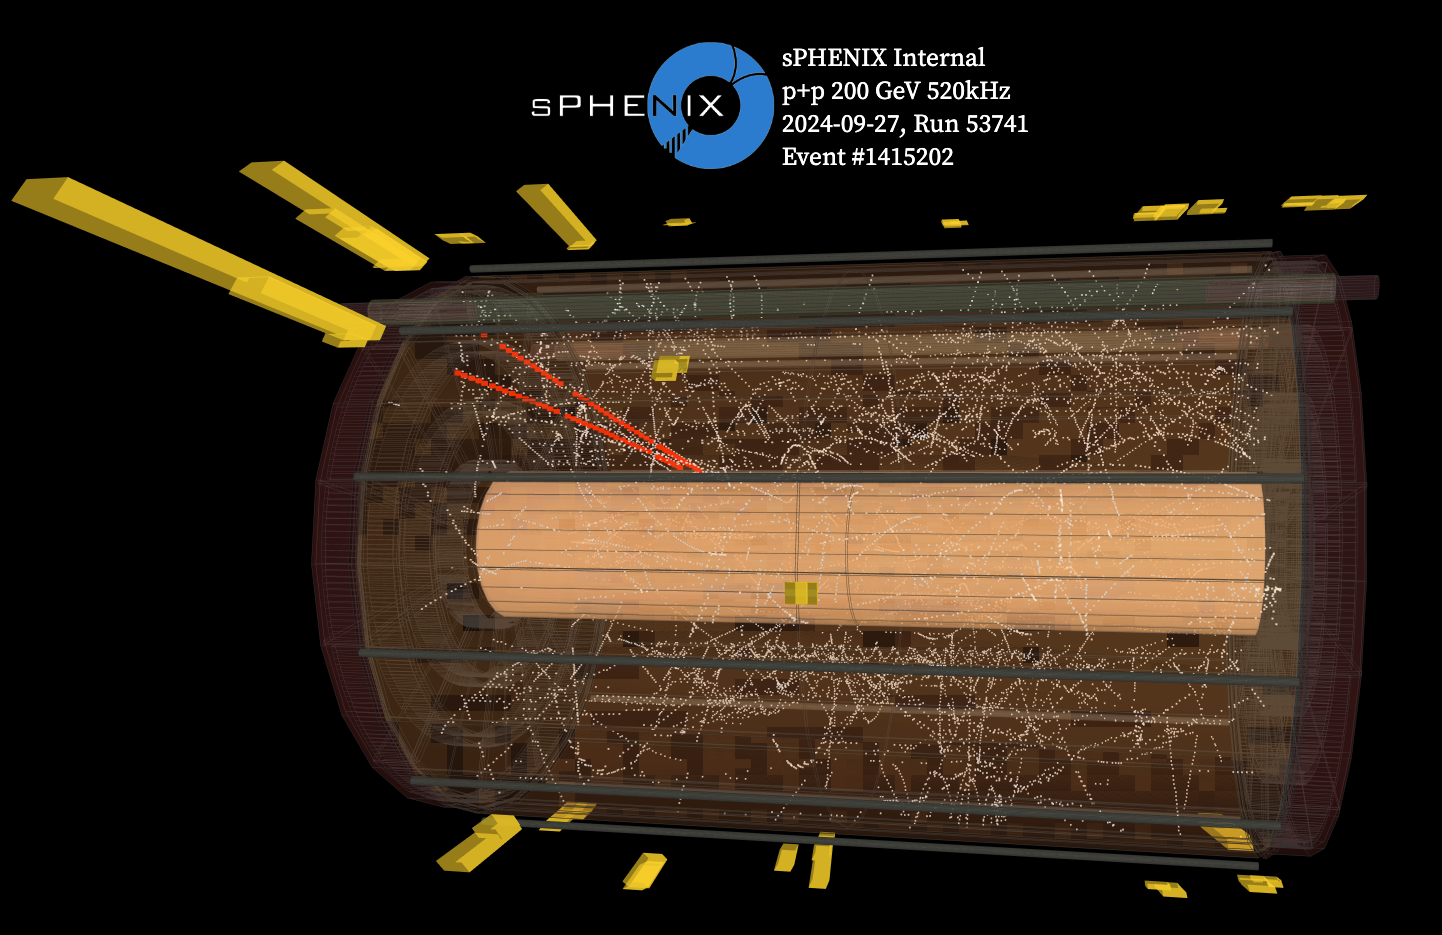 sPHENIX
sPHENIX Internal
p+p 200 GeV 520kHz
2024-09-27, Run 53741
Event #1415202